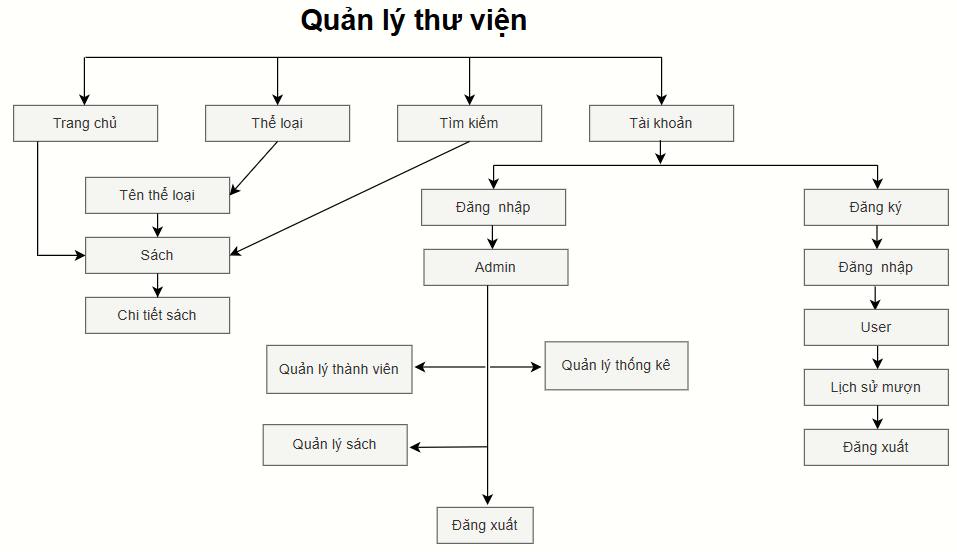 Quản lý thư viện
Trang chủ
Thể loại
Tìm kiếm
Tài khoản
Tên thể loại
Đăng nhập
Đăng ký
Sách
Admin
Đăng nhập
Chi tiết sách
User
Quản lý thành viên
Quản lý thống kê
Lịch sử mượn
Quản lý sách
Đăng xuất
Đăng xuất